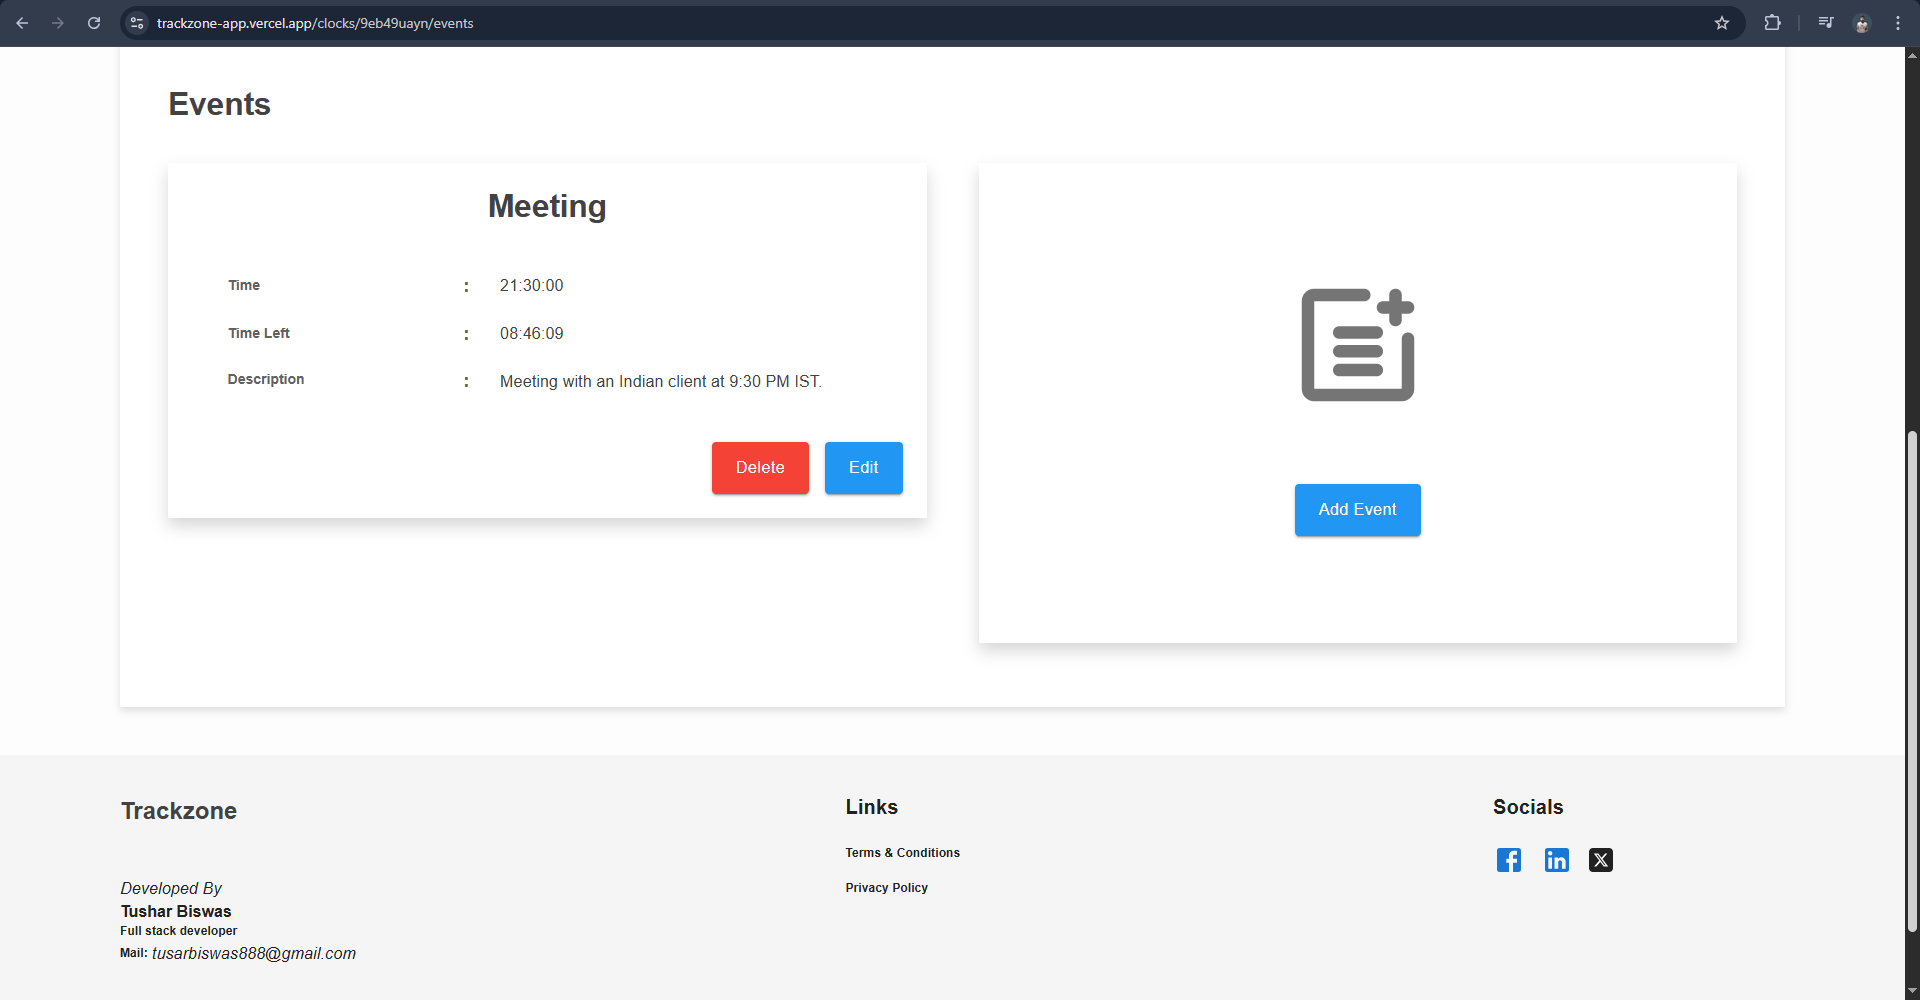 trackzone-app.vercel.app/clocks/9eb49uayn/events
Events
Meeting
Time : 21:30:00
Time Left : 08:46:09
Description : Meeting with an Indian client at 9:30 PM IST.
Delete Edit
Add Event
Trackzone
Developed By
Tushar Biswas
Full stack developer
Mail: tusarbiswas888@gmail.com
Links
Terms & Conditions
Privacy Policy
Socials